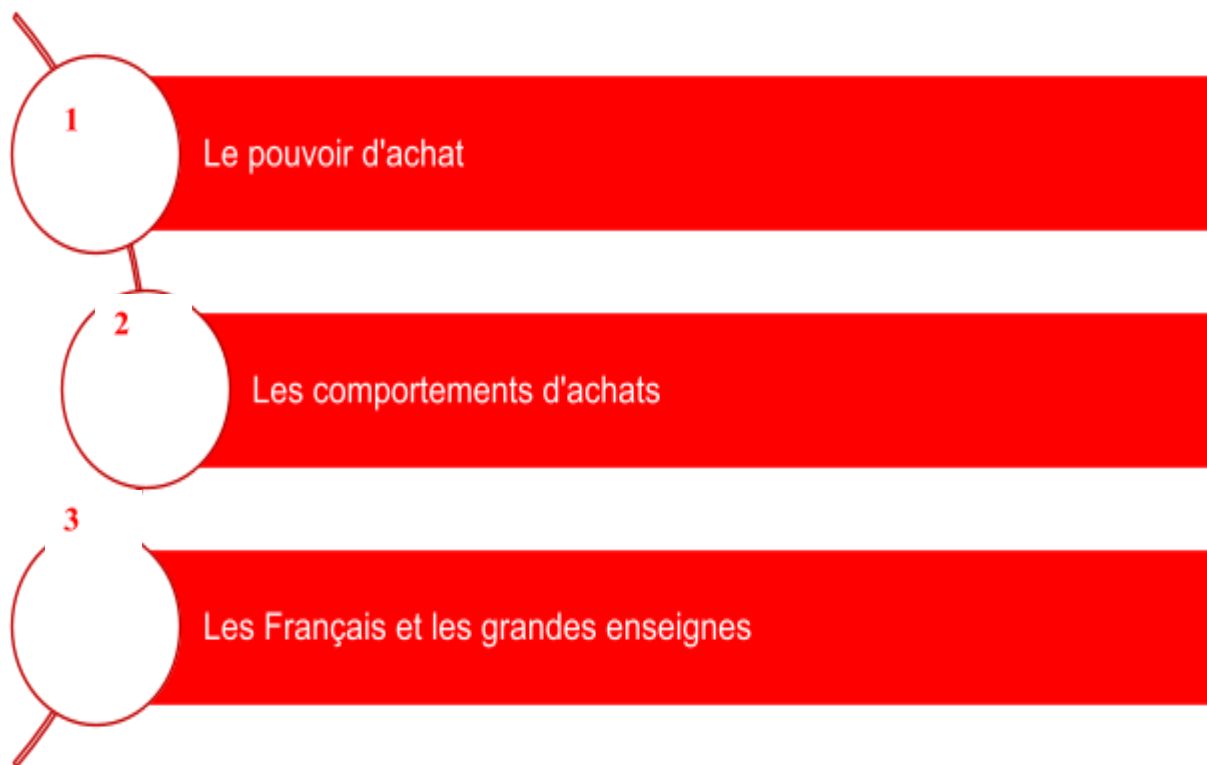 1
Le pouvoir d'achat
2
Les comportements d'achats
3
Les Français et les grandes enseignes